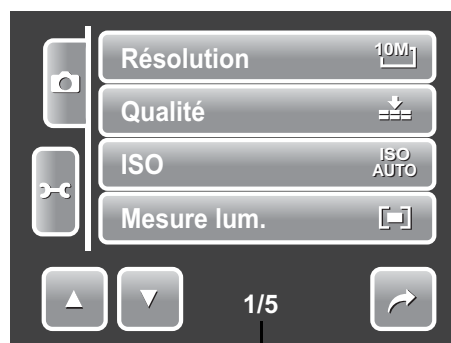 Résolution 10M
Qualité
ISO ISO AUTO
Mesure lum.
1/5